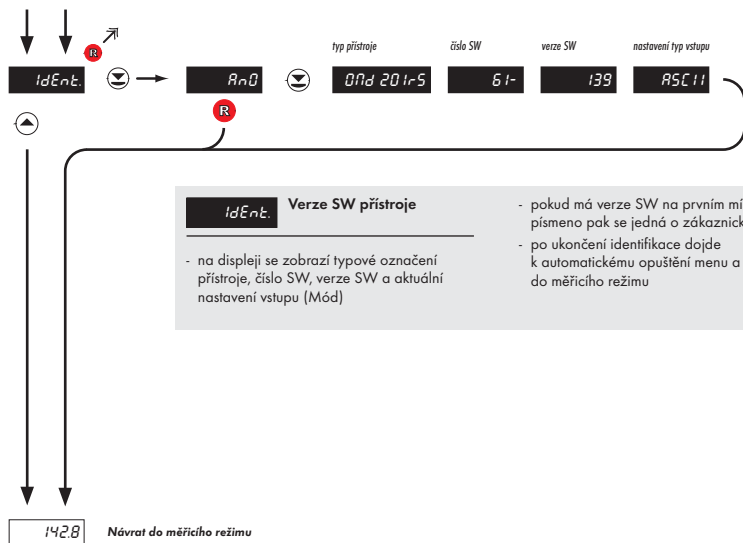 typ přístroje
číslo SW
verze SW
nastavení typ vstupu
R
IdEnt.
AnO
OMd 201rS
61-
139
ASCII
R
IdEnt.
Verze SW přístroje
- na displeji se zobrazí typové označení
přístroje, číslo SW, verze SW a aktuální
nastavení vstupu (Mód)
- pokud má verze SW na prvním mí
písmeno pak se jedná o zákaznick
- po ukončení identifikace dojde
k automatickému opuštění menu a
do měřicího režimu
142.8
Návrat do měřicího režimu